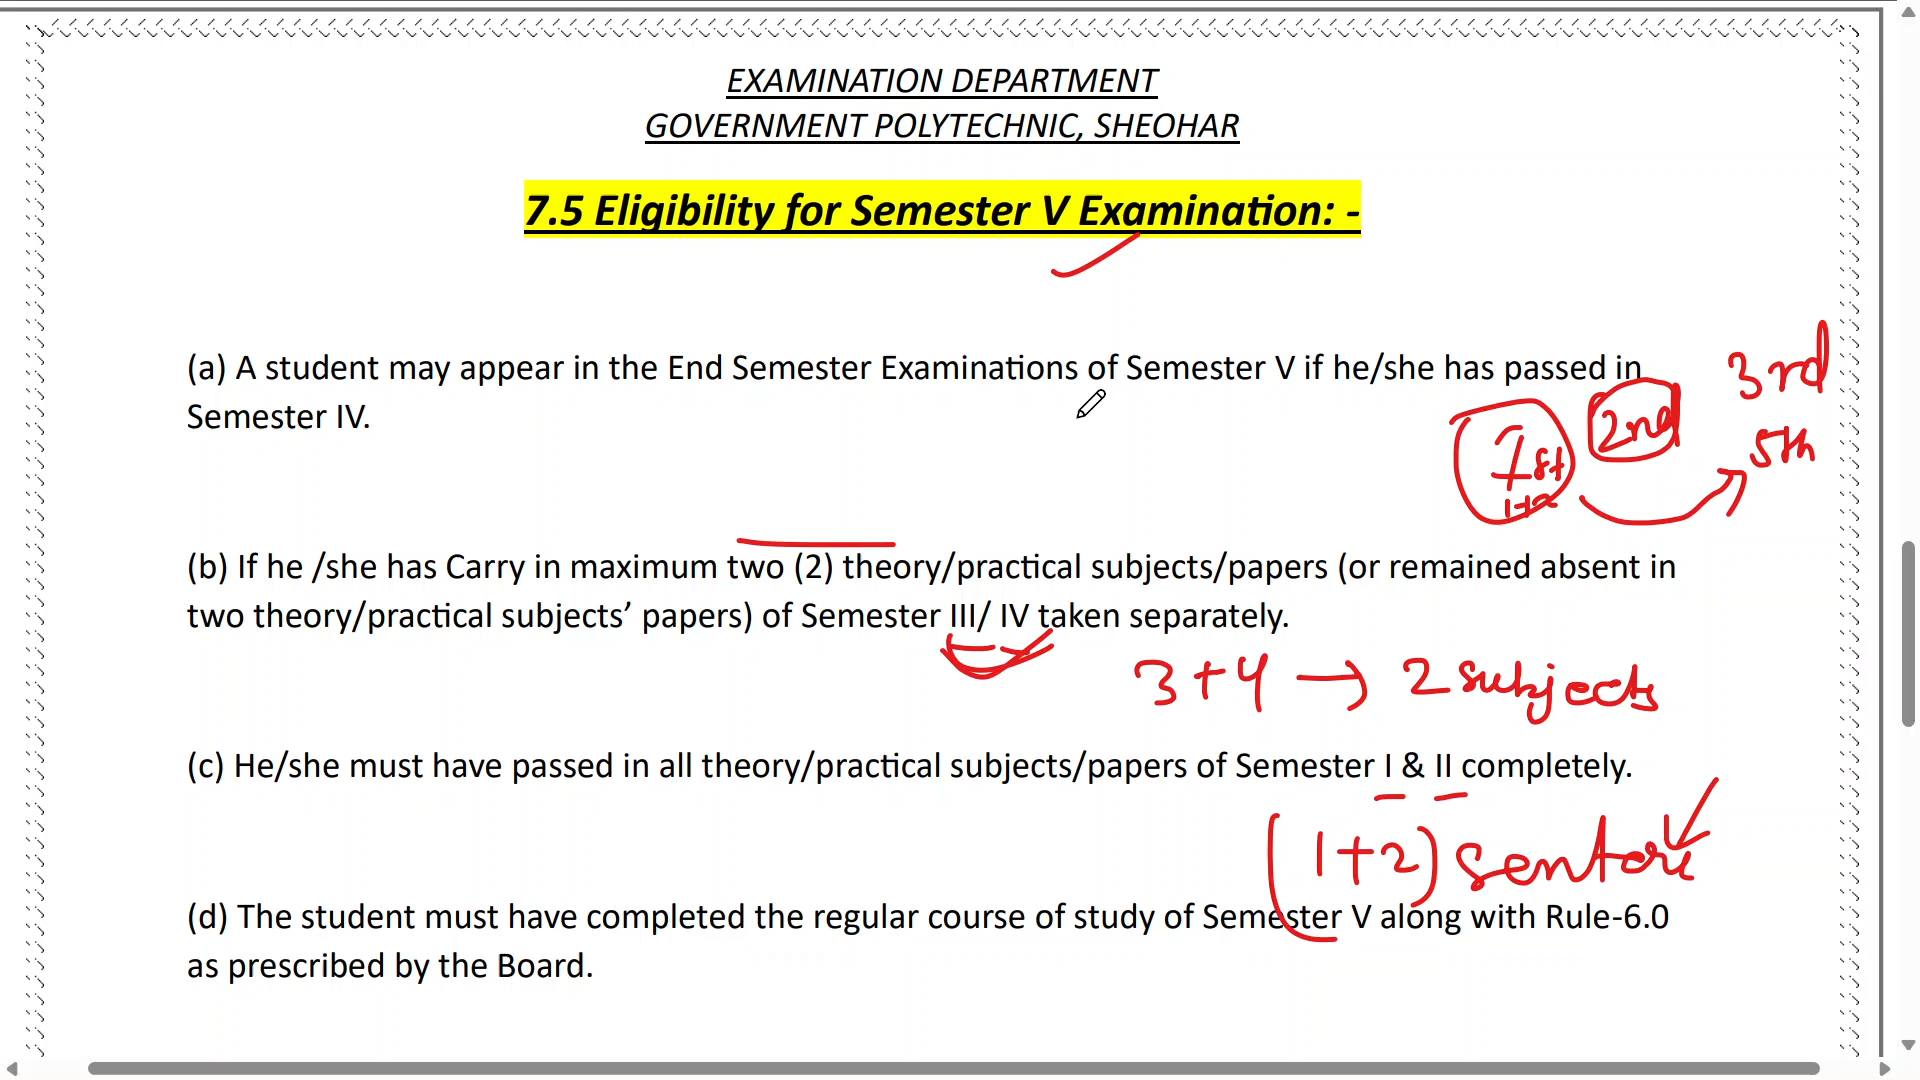 EXAMINATION DEPARTMENT
GOVERNMENT POLYTECHNIC, SHEOHAR
7.5 Eligibility for Semester V Examination: -
(a) A student may appear in the End Semester Examinations of Semester V if he/she has passed in
Semester IV.
3rd
2nd
1st
5th
1+2
(b) If he /she has Carry in maximum two (2) theory/practical subjects/papers (or remained absent in
two theory/practical subjects’ papers) of Semester III/ IV taken separately.
3+4 → 2 subjects
(c) He/she must have passed in all theory/practical subjects/papers of Semester I & II completely.
(1+2)
(d) The student must have completed the regular course of study of Semester V along with Rule-6.0
as prescribed by the Board.